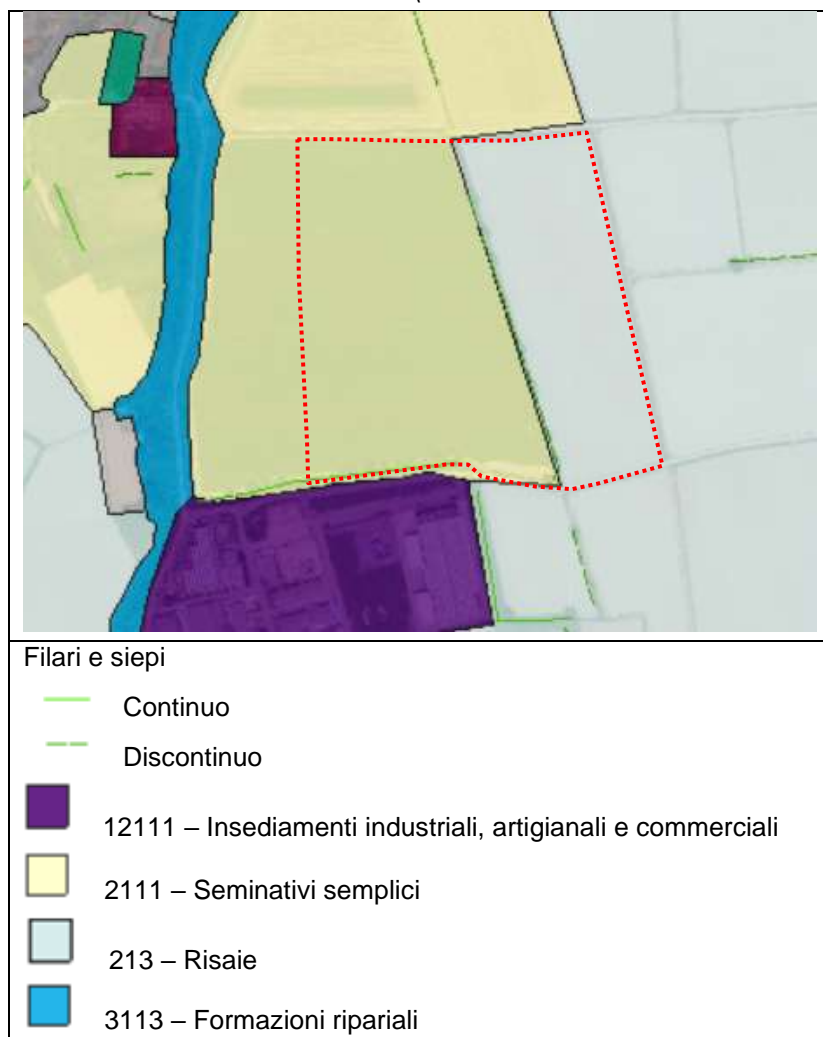 Filari e siepi
Continuo
Discontinuo
12111 – Insediamenti industriali, artigianali e commerciali
2111 – Seminativi semplici
213 – Risaie
3113 – Formazioni ripariali